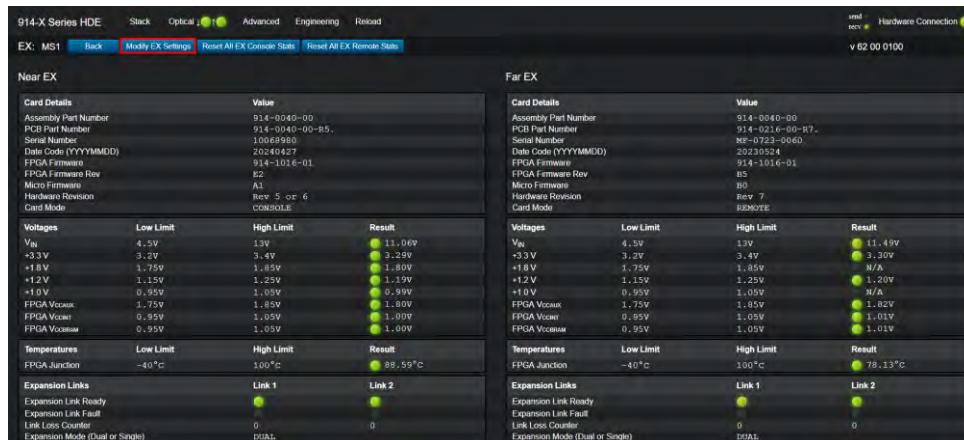 914-X Series HDE Stack Optical Advanced Engineering Reload send recv Hardware Connection
EX: MS1 Back Modify EX Settings Reset All EX Console Stats Reset All EX Remote Stats v 62 00 0100
Near EX
Card Details Value
Assembly Part Number 914-0040-00
PCB Part Number 914-0040-00-R5.
Serial Number 10068980
Date Code (YYYYMMDD) 20240427
FPGA Firmware 914-1016-01
FPGA Firmware Rev E2
Micro Firmware A1
Hardware Revision Rev 5 or 6
Card Mode CONSOLE
Voltages Low Limit High Limit Result
VIN 4.5V 13V 11.06V
+3.3 V 3.2V 3.4V 3.29V
+1.8 V 1.75V 1.85V 1.80V
+1.2 V 1.15V 1.25V 1.19V
+1.0 V 0.95V 1.05V 0.99V
FPGA VCCAUX 1.75V 1.85V 1.80V
FPGA VCCINT 0.95V 1.05V 1.00V
FPGA VCCBRAM 0.95V 1.05V 1.00V
Temperatures Low Limit High Limit Result
FPGA Junction -40°C 100°C 88.59°C
Expansion Links Link 1 Link 2
Expansion Link Ready
Expansion Link Fault
Link Loss Counter 0 0
Expansion Mode (Dual or Single) DUAL
Far EX
Card Details Value
Assembly Part Number 914-0040-00
PCB Part Number 914-0216-00-R7.
Serial Number MF-0723-0060
Date Code (YYYYMMDD) 20230524
FPGA Firmware 914-1016-01
FPGA Firmware Rev B5
Micro Firmware B0
Hardware Revision Rev 7
Card Mode REMOTE
Voltages Low Limit High Limit Result
VIN 4.5V 13V 11.49V
+3.3 V 3.2V 3.4V 3.30V
+1.8 V 1.75V 1.85V N/A
+1.2 V 1.15V 1.25V 1.20V
+1.0 V 0.95V 1.05V N/A
FPGA VCCAUX 1.75V 1.85V 1.82V
FPGA VCCINT 0.95V 1.05V 1.01V
FPGA VCCBRAM 0.95V 1.05V 1.01V
Temperatures Low Limit High Limit Result
FPGA Junction -40°C 100°C 78.13°C
Expansion Links Link 1 Link 2
Expansion Link Ready
Expansion Link Fault
Link Loss Counter 0 0
Expansion Mode (Dual or Single) DUAL